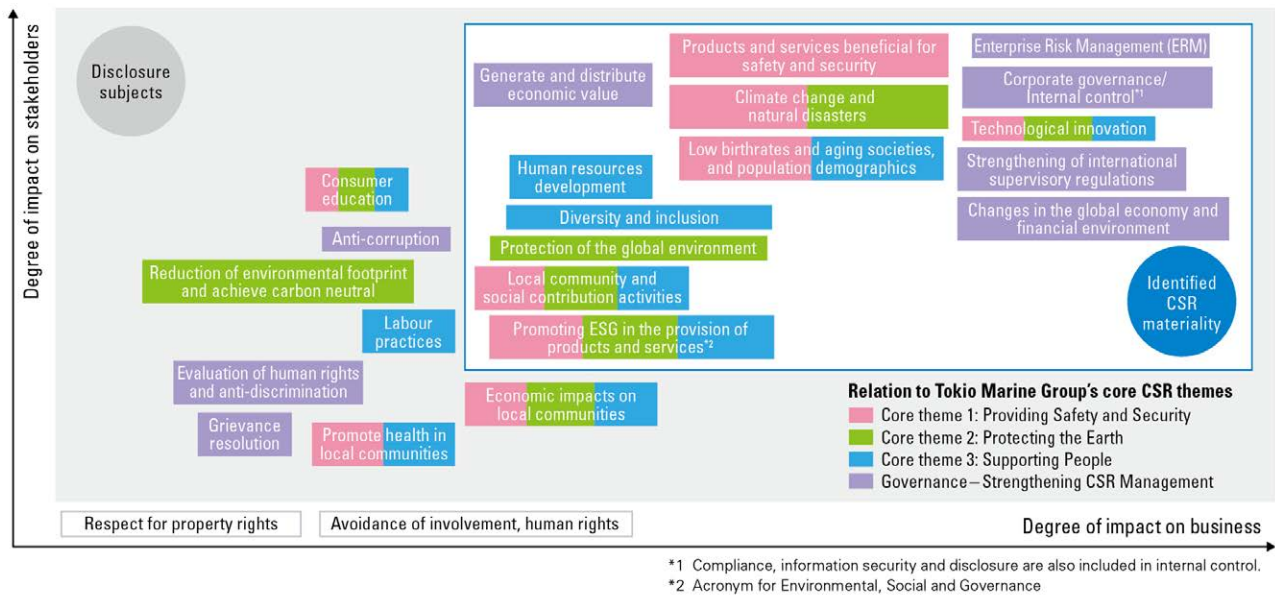 Degree of impact on stakeholders
Disclosure
subjects
Generate and distribute
economic value
Products and services beneficial for
safety and security
Enterprise Risk Management (ERM)
Corporate governance/
Internal control*1
Climate change and
natural disasters
Technological innovation
Low birthrates and aging societies,
and population demographics
Strengthening of international
supervisory regulations
Human resources
development
Consumer
education
Diversity and inclusion
Changes in the global economy and
financial environment
Anti-corruption
Protection of the global environment
Reduction of environmental footprint
and achieve carbon neutral
Local community and
social contribution activities
Identified
CSR
materiality
Labour
practices
Promoting ESG in the provision of
products and services*2
Evaluation of human rights
and anti-discrimination
Economic impacts on
local communities
Grievance
resolution
Promote health in
local communities
Relation to Tokio Marine Group's core CSR themes
Core theme 1: Providing Safety and Security
Core theme 2: Protecting the Earth
Core theme 3: Supporting People
Governance—Strengthening CSR Management
Respect for property rights
Avoidance of involvement, human rights
Degree of impact on business
*1 Compliance, information security and disclosure are also included in internal control.
*2 Acronym for Environmental, Social and Governance